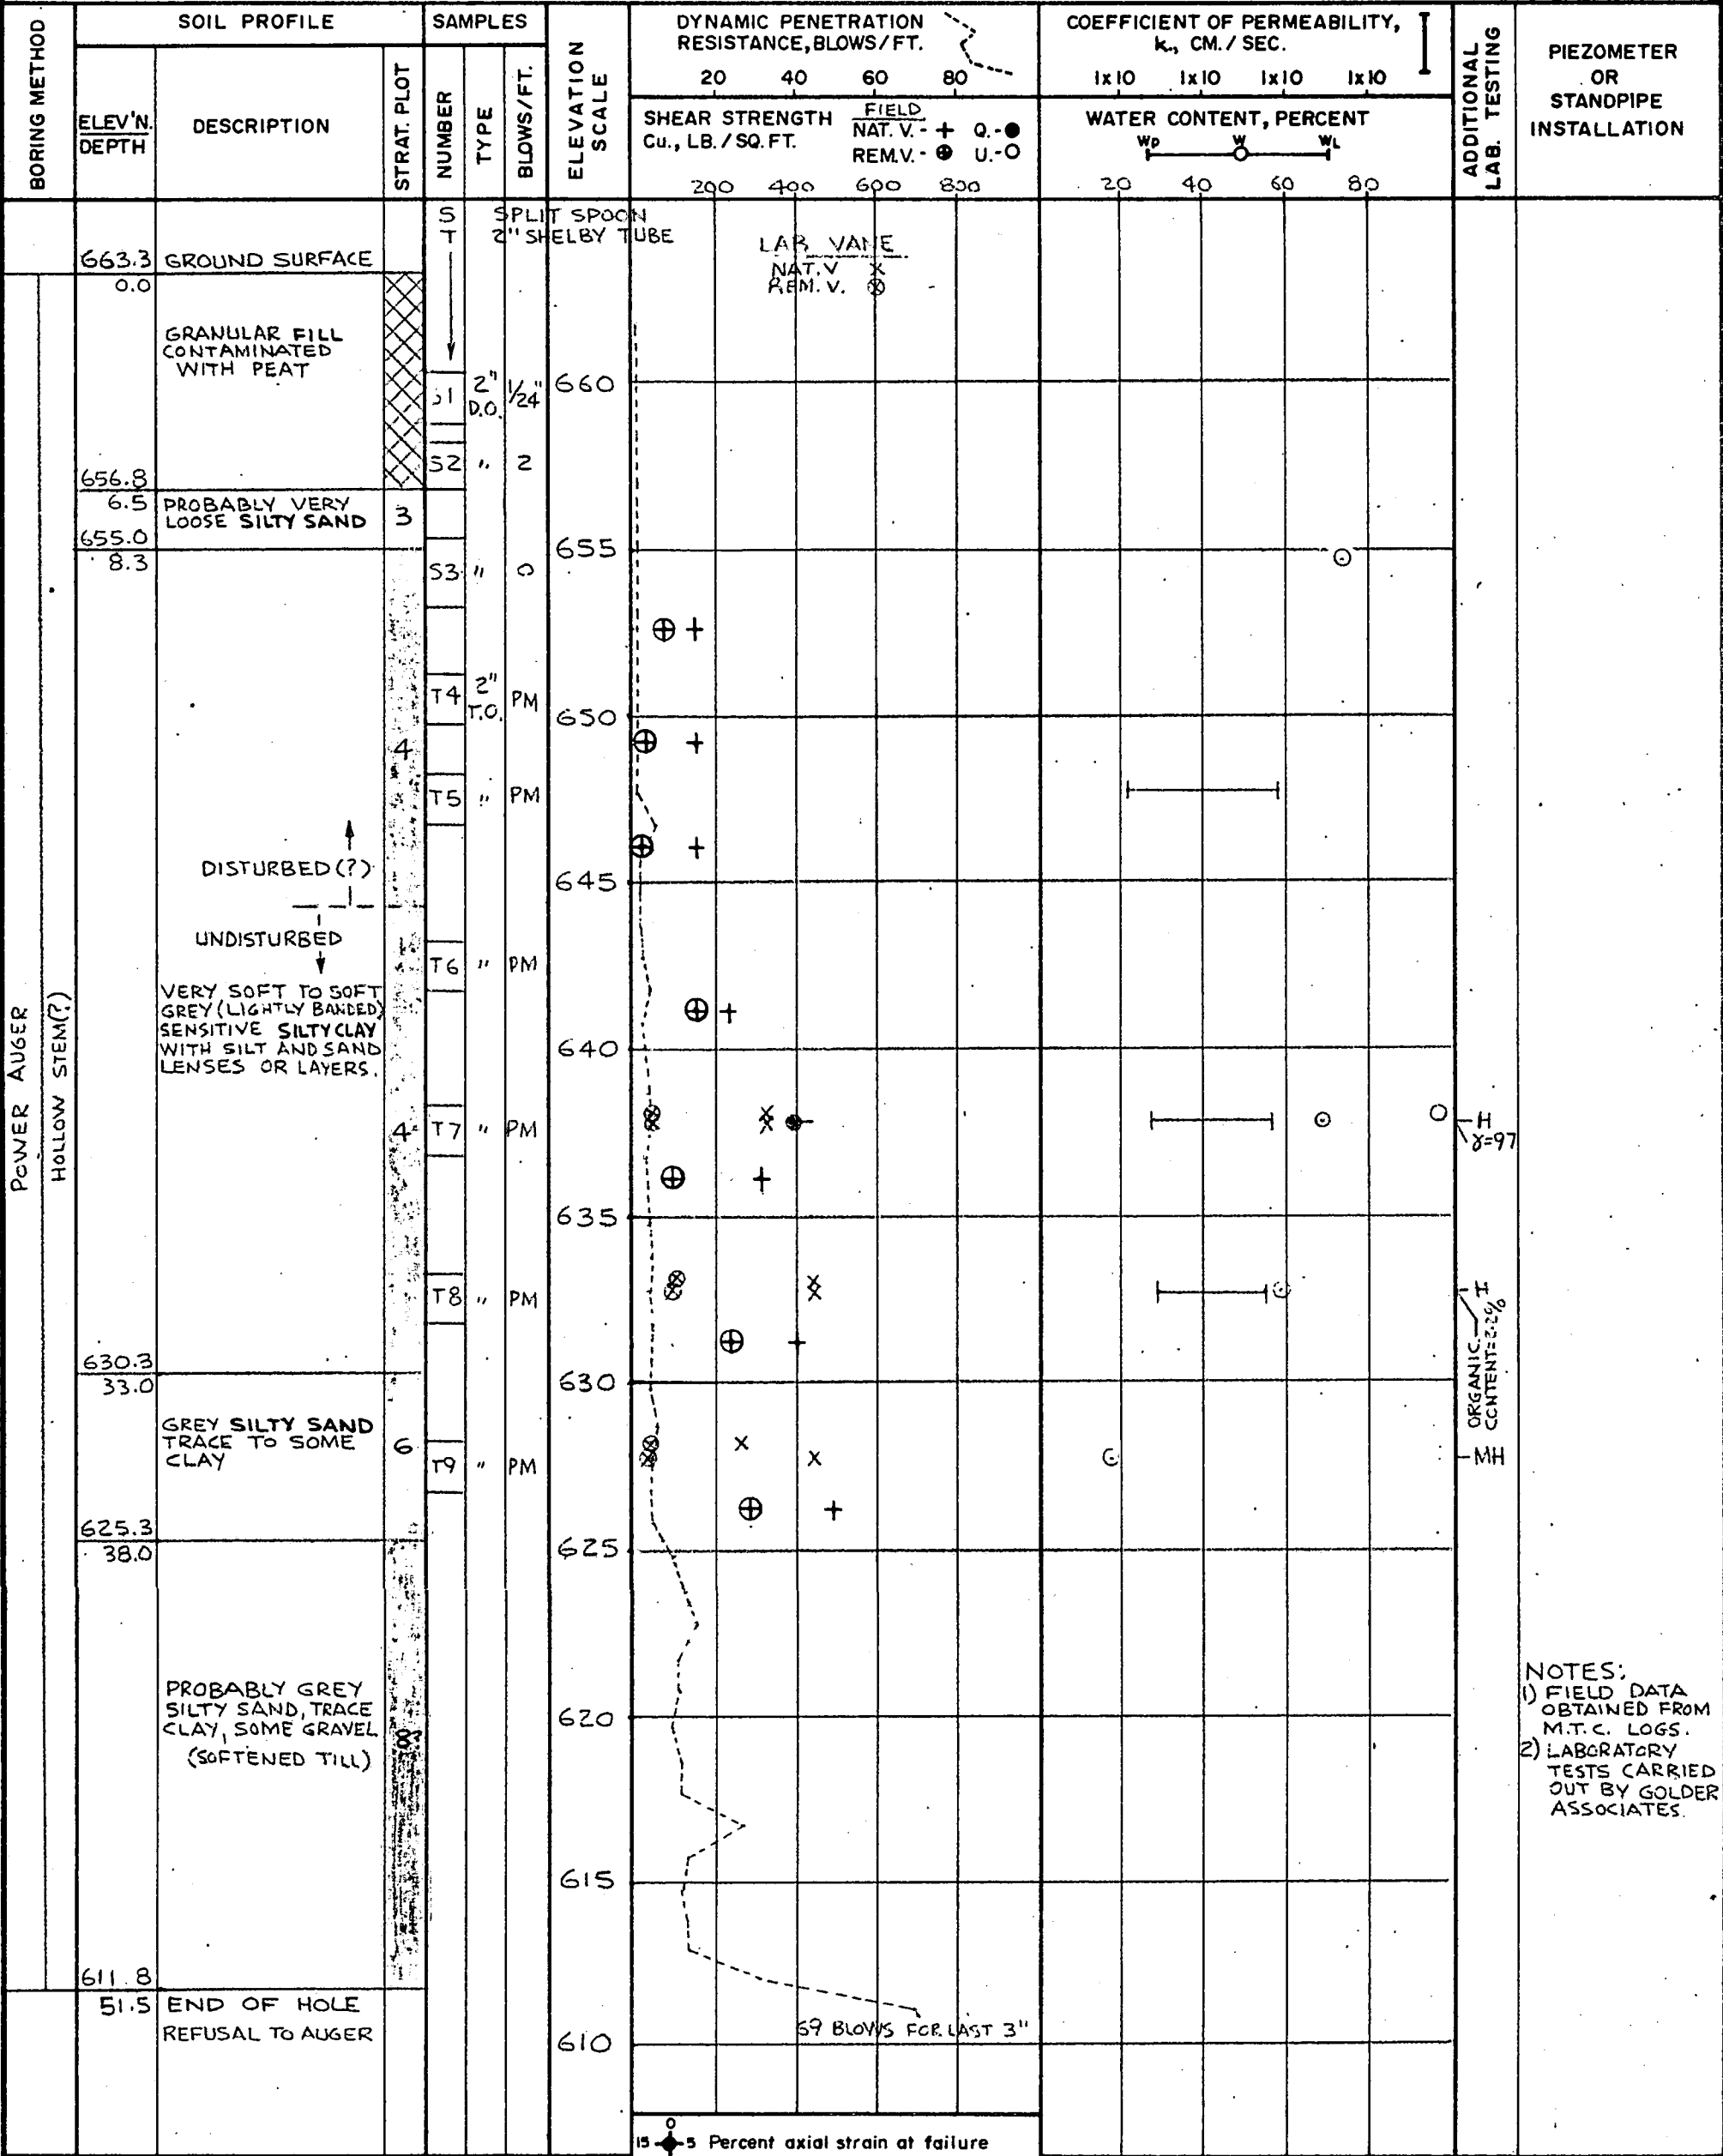 BORING METHOD
SOIL PROFILE
SAMPLES
ELEV'N.
DEPTH
DESCRIPTION
STRAT. PLOT
NUMBER
TYPE
BLOWS/FT.
ELEVATION
SCALE
DYNAMIC PENETRATION
RESISTANCE, BLOWS/FT.
20 40 60 80
SHEAR STRENGTH
Cu., LB./SQ. FT.
FIELD
NAT. V. - + Q. - ●
REM.V. - ⊕ U. - O
200 400 600 800
COEFFICIENT OF PERMEABILITY,
k., CM./SEC.
1x10 1x10 1x10 1x10
WATER CONTENT, PERCENT
Wp W WL
20 40 60 80
ADDITIONAL
LAB. TESTING
PIEZOMETER
OR
STANDPIPE
INSTALLATION
S SPLIT SPOON
T 2" SHELBY TUBE
LAB VANE
NAT. V X
REM. V. ⊗
663.3 GROUND SURFACE
0.0
GRANULAR FILL
CONTAMINATED
WITH PEAT
S1 2" D.O. 1/24"
660
S2 " 2
656.8
6.5
PROBABLY VERY
LOOSE SILTY SAND
3
655.0
8.3
655
S3 " 0
T4 2" T.O. PM
650
4
T5 " PM
DISTURBED (?)
645
UNDISTURBED
T6 " PM
VERY SOFT TO SOFT
GREY (LIGHTLY BANDED)
SENSITIVE SILTY CLAY
WITH SILT AND SAND
LENSES OR LAYERS.
640
POWER AUGER
HOLLOW STEM(?)
4
T7 " PM
H
γ=97
635
T8 " PM
ORGANIC
630.3
33.0
630
GREY SILTY SAND
TRACE TO SOME
CLAY
6
T9 " PM
MH
625.3
38.0
625
PROBABLY GREY
SILTY SAND, TRACE
CLAY, SOME GRAVEL
(SOFTENED TILL)
8
620
615
NOTES:
1) FIELD DATA
OBTAINED FROM
M.T.C. LOGS.
2) LABORATORY
TESTS CARRIED
OUT BY GOLDER
ASSOCIATES.
611.8
51.5
END OF HOLE
REFUSAL TO AUGER
BLOWS FOR LAST 3"
610
0
15 5 Percent axial strain at failure